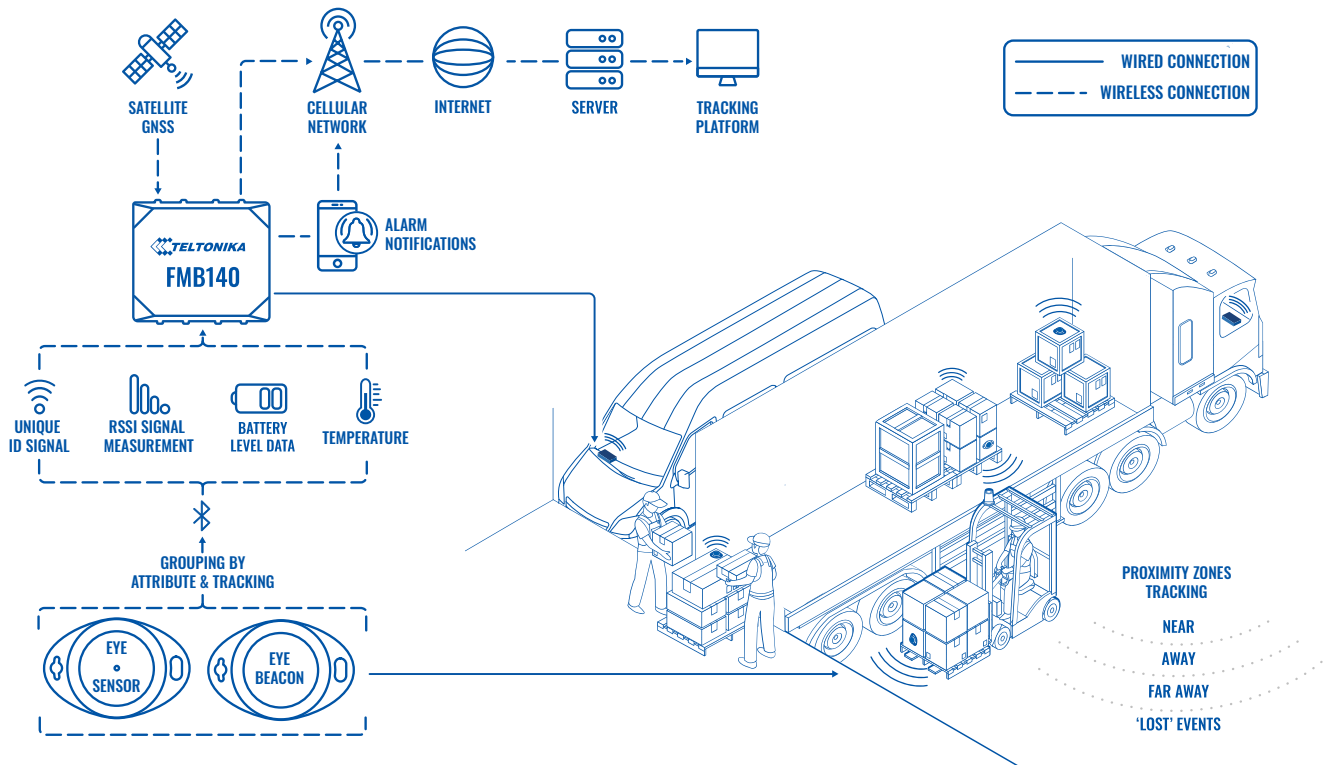 SATELLITE
GNSS
CELLULAR
NETWORK
INTERNET
SERVER
TRACKING
PLATFORM
WIRED CONNECTION
WIRELESS CONNECTION
TELTONIKA
FMB140
ALARM
NOTIFICATIONS
UNIQUE
ID SIGNAL
RSSI SIGNAL
MEASUREMENT
BATTERY
LEVEL DATA
TEMPERATURE
GROUPING BY
ATTRIBUTE & TRACKING
EYE
SENSOR
EYE
BEACON
PROXIMITY ZONES
TRACKING
NEAR
AWAY
FAR AWAY
‘LOST’ EVENTS